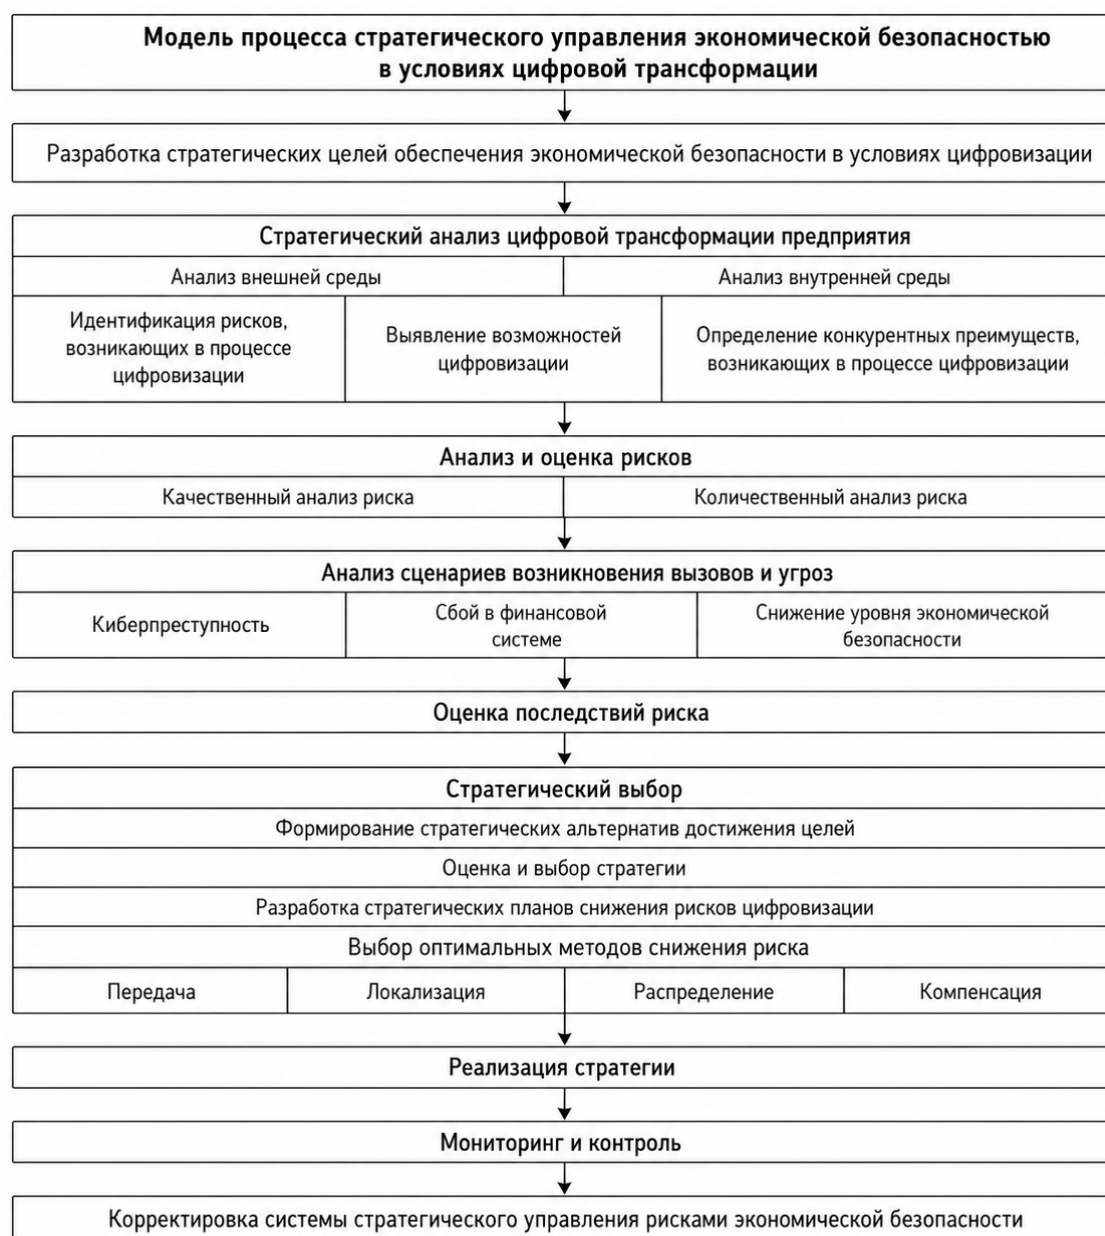 Модель процесса стратегического управления экономической безопасностью
в условиях цифровой трансформации
Разработка стратегических целей обеспечения экономической безопасности в условиях цифровизации
Стратегический анализ цифровой трансформации предприятия
Анализ внешней среды
Анализ внутренней среды
Идентификация рисков,
возникающих в процессе
цифровизации
Выявление возможностей
цифровизации
Определение конкурентных преимуществ,
возникающих в процессе цифровизации
Анализ и оценка рисков
Качественный анализ риска
Количественный анализ риска
Анализ сценариев возникновения вызовов и угроз
Киберпреступность
Сбой в финансовой
системе
Снижение уровня экономической
безопасности
Оценка последствий риска
Стратегический выбор
Формирование стратегических альтернатив достижения целей
Оценка и выбор стратегии
Разработка стратегических планов снижения рисков цифровизации
Выбор оптимальных методов снижения риска
Передача
Локализация
Распределение
Компенсация
Реализация стратегии
Мониторинг и контроль
Корректировка системы стратегического управления рисками экономической безопасности